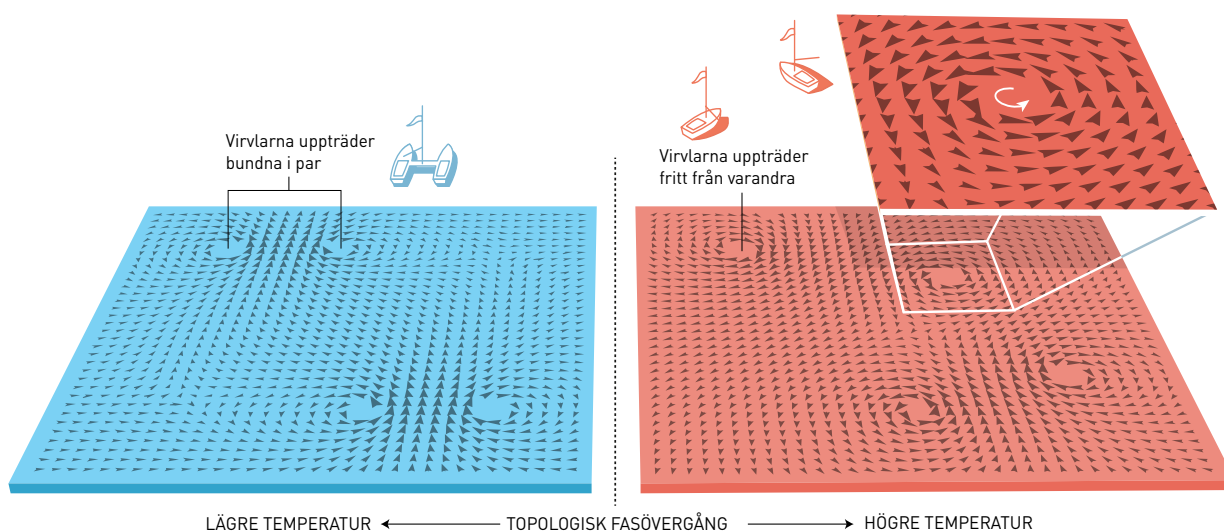 Virvlarna uppträder
bundna i par
Virvlarna uppträder
fritt från varandra
LÄGRE TEMPERATUR
TOPOLOGISK FASÖVERGÅNG
HÖGRE TEMPERATUR